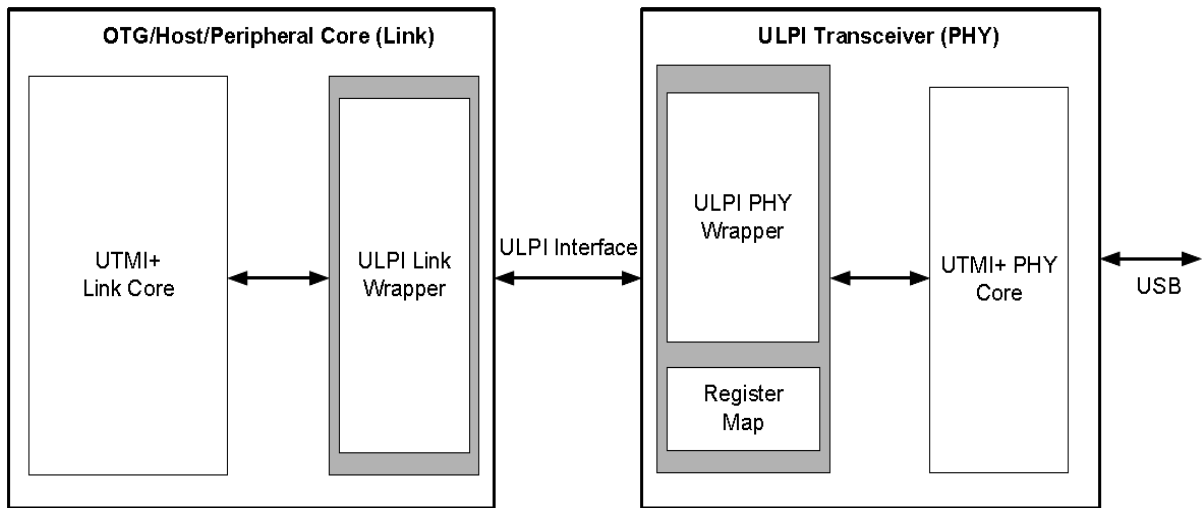 OTG/Host/Peripheral Core (Link)
ULPI Transceiver (PHY)
UTMI+
Link Core
ULPI Link
Wrapper
ULPI Interface
ULPI PHY
Wrapper
Register
Map
UTMI+ PHY
Core
USB